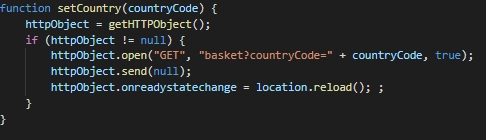 function setCountry(countryCode) {
httpObject = getHTTPObject();
if (httpObject != null) {
httpObject.open("GET", "basket?countryCode=" + countryCode, true);
httpObject.send(null);
httpObject.onreadystatechange = location.reload(); ;
}
}